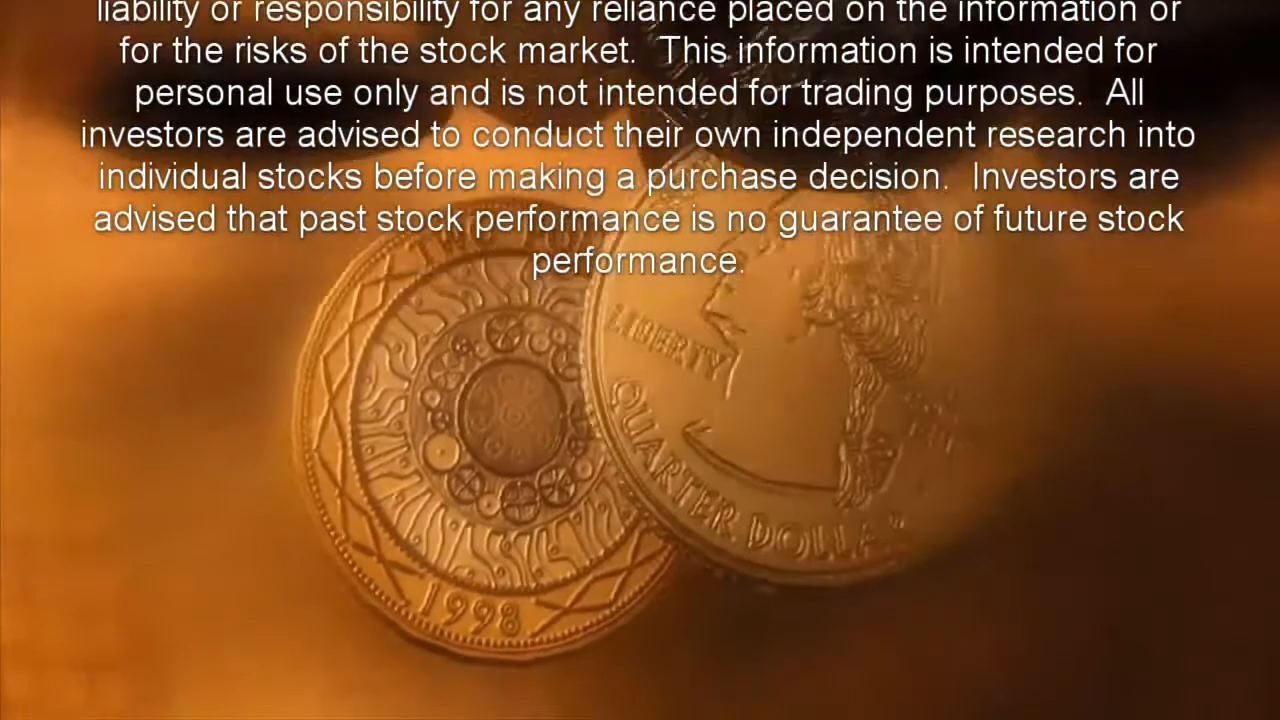 liability or responsibility for any reliance placed on the information or
for the risks of the stock market.  This information is intended for
personal use only and is not intended for trading purposes.  All
investors are advised to conduct their own independent research into
individual stocks before making a purchase decision.  Investors are
advised that past stock performance is no guarantee of future stock
performance.
LIBERTY
QUARTER
1998